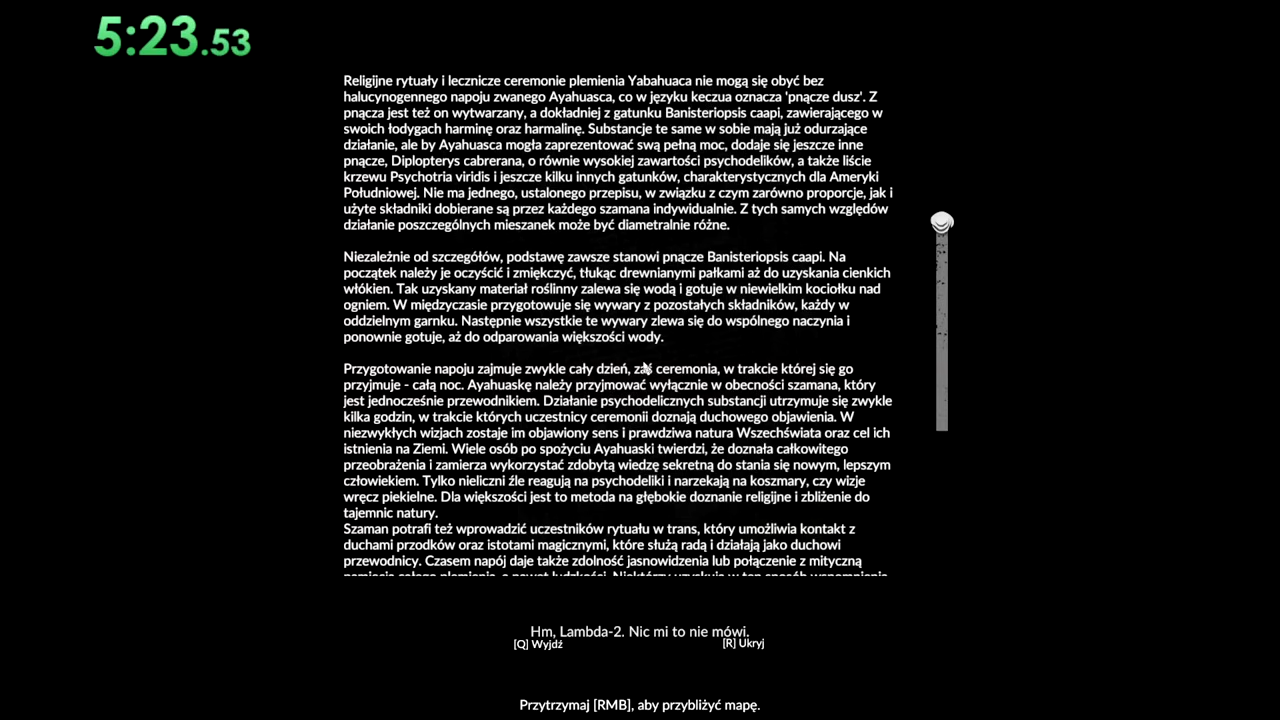 5:23.53
Religijne rytuały i lecznicze ceremonie plemienia Yabahuaca nie mogą się obyć bez
halucynogennego napoju zwanego Ayahuasca, co w języku keczua oznacza 'pnącze dusz'. Z
pnącza jest też on wytwarzany, a dokładniej z gatunku Banisteriopsis caapi, zawierającego w
swoich łodygach harminę oraz harmalinę. Substancje te same w sobie mają już odurzające
działanie, ale by Ayahuasca mogła zaprezentować swą pełną moc, dodaje się jeszcze inne
pnącze, Diplopterys cabrerana, o równie wysokiej zawartości psychodelików, a także liście
krzewu Psychotria viridis i jeszcze kilku innych gatunków, charakterystycznych dla Ameryki
Południowej. Nie ma jednego, ustalonego przepisu, w związku z czym zarówno proporcje, jak i
użyte składniki dobierane są przez każdego szamana indywidualnie. Z tych samych względów
działanie poszczególnych mieszanek może być diametralnie różne.
Niezależnie od szczegółów, podstawę zawsze stanowi pnącze Banisteriopsis caapi. Na
początek należy je oczyścić i zmiękczyć, tłukąc drewnianymi pałkami aż do uzyskania cienkich
włókien. Tak uzyskany materiał roślinny zalewa się wodą i gotuje w niewielkim kociołku nad
ogniem. W międzyczasie przygotowuje się wywary z pozostałych składników, każdy w
oddzielnym garnku. Następnie wszystkie te wywary zlewa się do wspólnego naczynia i
ponownie gotuje, aż do odparowania większości wody.
Przygotowanie napoju zajmuje zwykle cały dzień, zaś ceremonia, w trakcie której się go
przyjmuje - całą noc. Ayahuaskę należy przyjmować wyłącznie w obecności szamana, który
jest jednocześnie przewodnikiem. Działanie psychodelicznych substancji utrzymuje się zwykle
kilka godzin, w trakcie których uczestnicy ceremonii doznają duchowego objawienia. W
niezwykłych wizjach zostaje im objawiony sens i prawdziwa natura Wszechświata oraz cel ich
istnienia na Ziemi. Wiele osób po spożyciu Ayahuaski twierdzi, że doznała całkowitego
przeobrażenia i zamierza wykorzystać zdobytą wiedzę sekretną do stania się nowym, lepszym
człowiekiem. Tylko nieliczni źle reagują na psychodeliki i narzekają na koszmary, czy wizje
wręcz piekielne. Dla większości jest to metoda na głębokie doznanie religijne i zbliżenie do
tajemnic natury.
Szaman potrafi też wprowadzić uczestników rytuału w trans, który umożliwia kontakt z
duchami przodków oraz istotami magicznymi, które służą radą i działają jako duchowi
przewodnicy. Czasem napój daje także zdolność jasnowidzenia lub połączenie z mityczną
pamięcią całego plemienia, a nawet ludzkości. Niektórzy uzyskują w ten sposób wspomnienia
Hm, Lambda-2. Nic mi to nie mówi.
[Q] Wyjdź [R] Ukryj
Przytrzymaj [RMB], aby przybliżyć mapę.